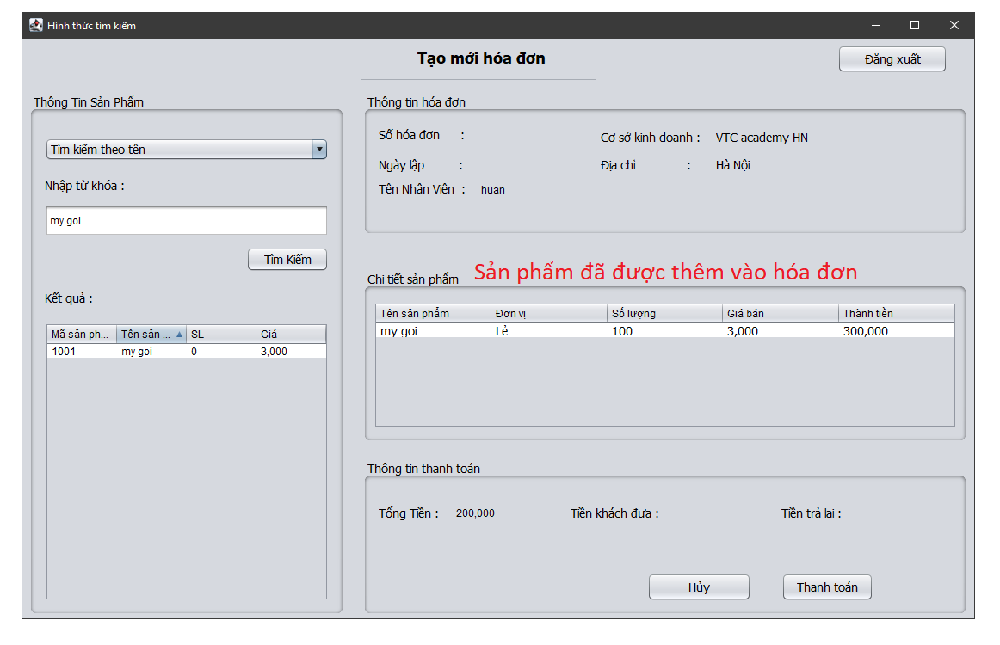 Hình thức tìm kiếm
Tạo mới hóa đơn
Đăng xuất
Thông Tin Sản Phẩm
Tìm kiếm theo tên
Nhập từ khóa :
my goi
Tìm Kiếm
Kết quả :
Mã sản ph... Tên sản ... SL Giá
1001 my goi 0 3,000
Thông tin hóa đơn
Số hóa đơn :
Cơ sở kinh doanh : VTC academy HN
Ngày lập :
Địa chỉ : Hà Nội
Tên Nhân Viên : huan
Chi tiết sản phẩm
Sản phẩm đã được thêm vào hóa đơn
Tên sản phẩm Đơn vị Số lượng Giá bán Thành tiền
my goi Lẻ 100 3,000 300,000
Thông tin thanh toán
Tổng Tiền : 200,000 Tiền khách đưa : Tiền trả lại :
Hủy Thanh toán